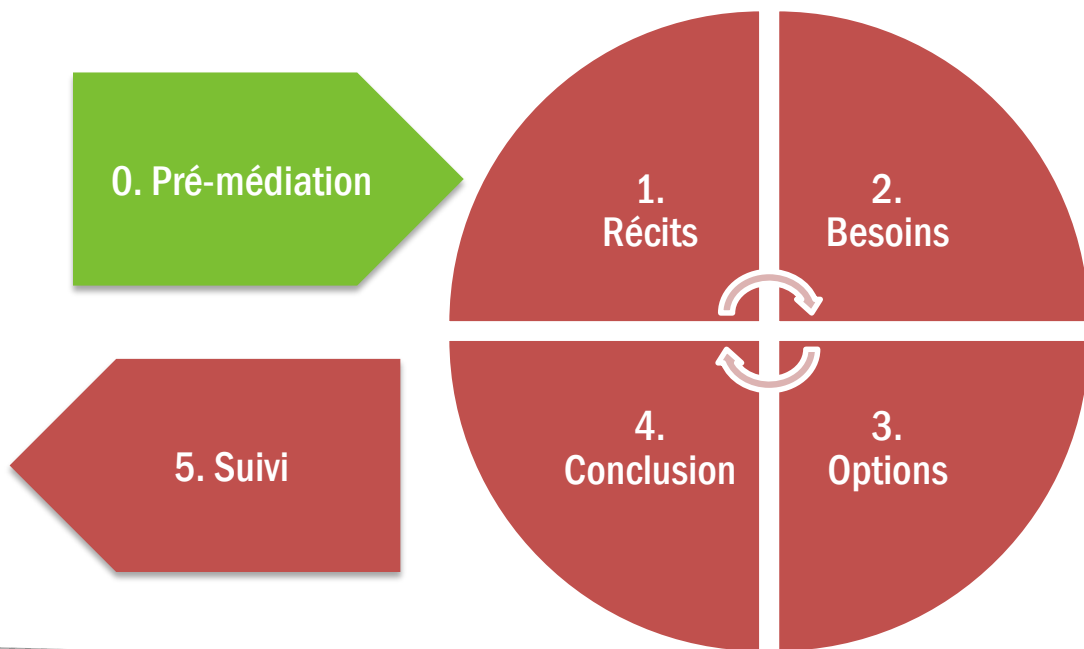 0. Pré-médiation
1.
Récits
2.
Besoins
3.
Options
4.
Conclusion
5. Suivi